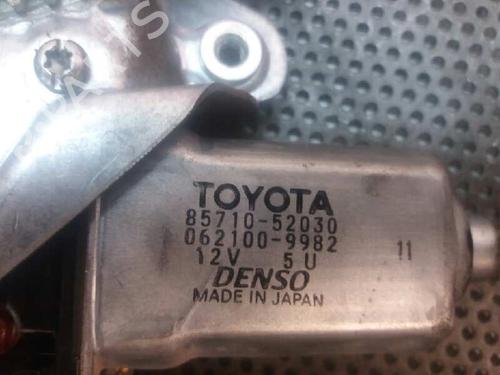 TOYOTA
85710-52030
062100-9982
12V 5U
11
DENSO
MADE IN JAPAN